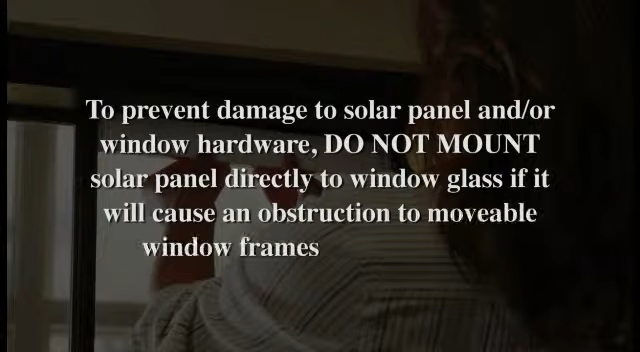 To prevent damage to solar panel and/or
window hardware, DO NOT MOUNT
solar panel directly to window glass if it
will cause an obstruction to moveable
window frames